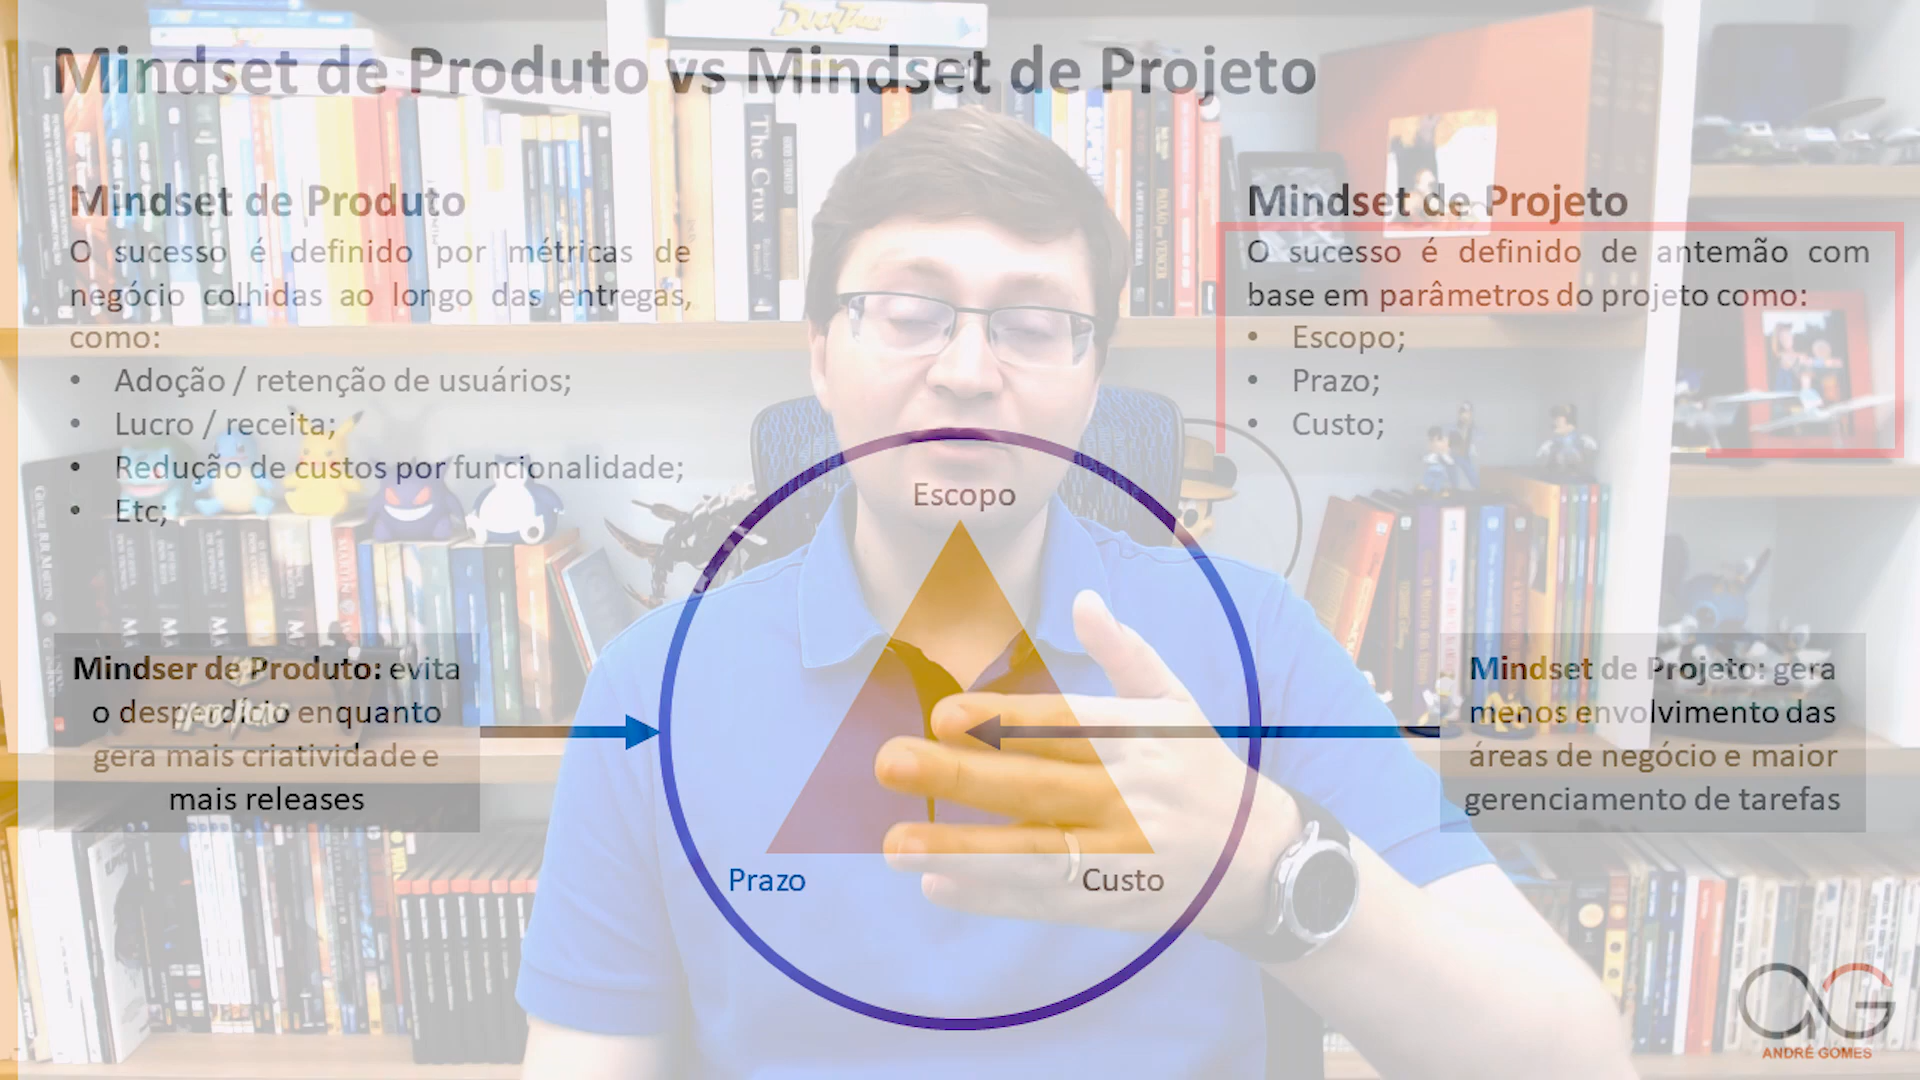 Mindset de Produto vs Mindset de Projeto
Mindset de Produto
O sucesso é definido por métricas de
negócio colhidas ao longo das entregas,
como:
• Adoção / retenção de usuários;
• Lucro / receita;
• Redução de custos por funcionalidade;
• Etc;
Mindset de Projeto
O sucesso é definido de antemão com
base em parâmetros do projeto como:
• Escopo;
• Prazo;
• Custo;
Mindser de Produto: evita
o desperdício enquanto
gera mais criatividade e
mais releases
Escopo
Prazo
Custo
Mindset de Projeto: gera
menos envolvimento das
áreas de negócio e maior
gerenciamento de tarefas
The Crux
DuckTales
AG
ANDRÉ GOMES